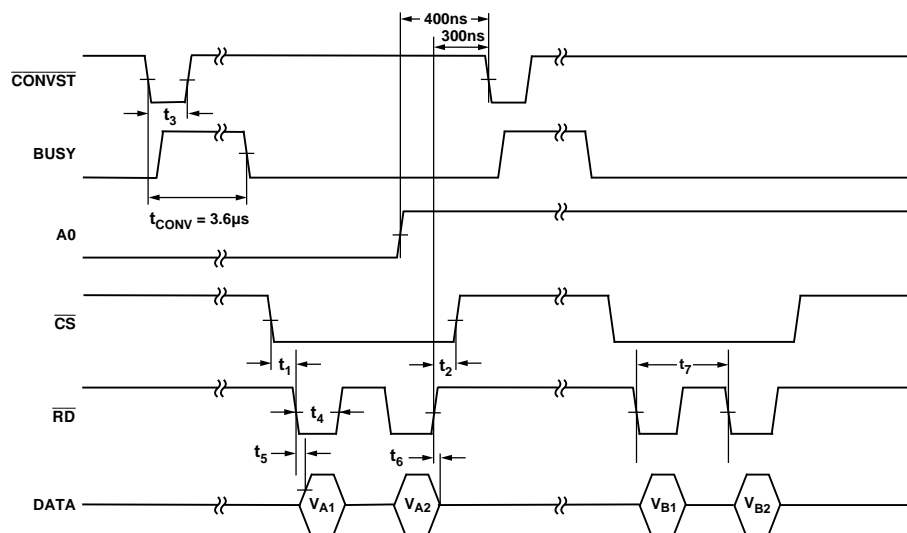 400ns
300ns
CONVST
t3
BUSY
tCONV = 3.6µs
A0
CS
t1
t2
t7
RD
t4
t5
t6
DATA
VA1
VA2
VB1
VB2